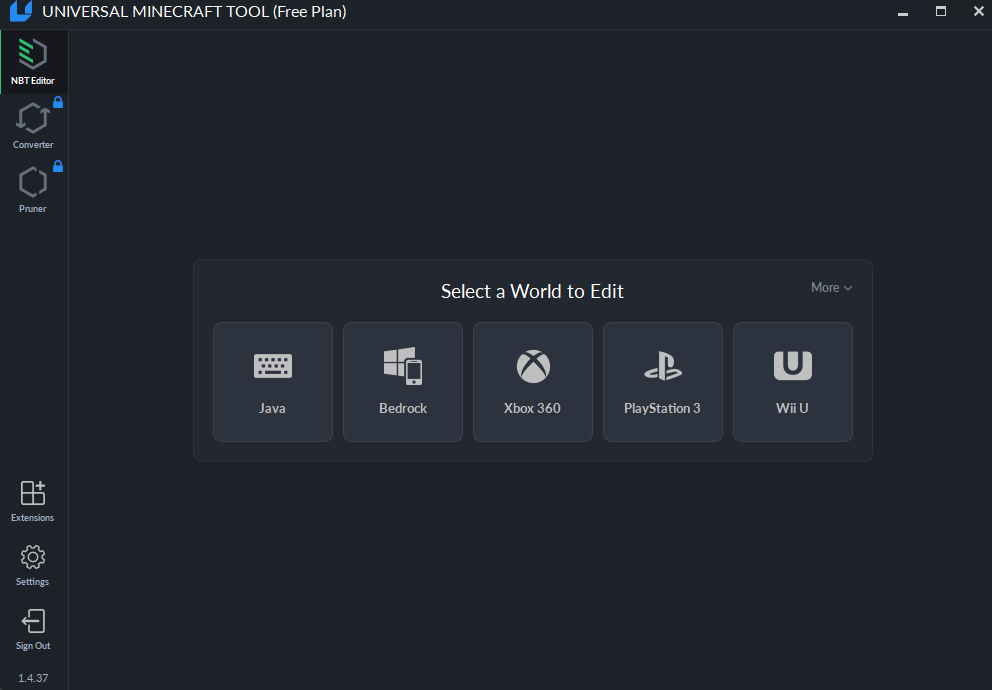 UNIVERSAL MINECRAFT TOOL (Free Plan)
NBT Editor
Converter
Pruner
Select a World to Edit
More
Java
Bedrock
Xbox 360
PlayStation 3
Wii U
Extensions
Settings
Sign Out
1.4.37